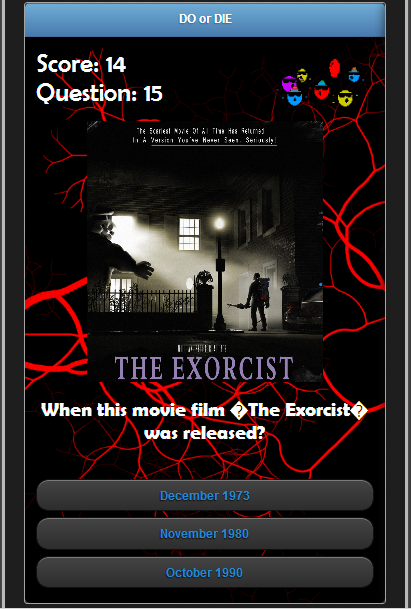 DO or DIE
Score: 14
Question: 15
The Scariest Movie Of All Time Has Returned
In A Version You've Never Seen. Seriously!
THE EXORCIST
When this movie film �The Exorcist�
was released?
December 1973
November 1980
October 1990